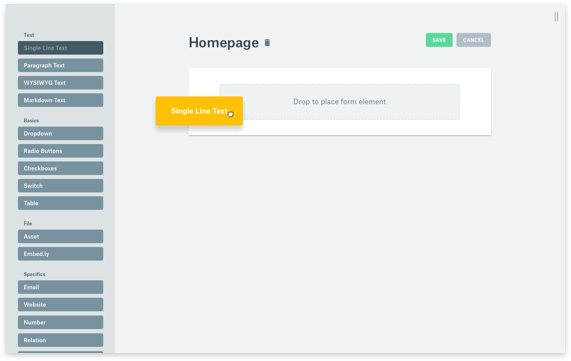 Text
Single Line Text
Paragraph Text
WYSIWYG Text
Markdown Text
Basics
Dropdown
Radio Buttons
Checkboxes
Switch
Table
File
Asset
Embed.ly
Specifics
Email
Website
Number
Relation
Homepage
SAVE
CANCEL
Drop to place form element
Single Line Text